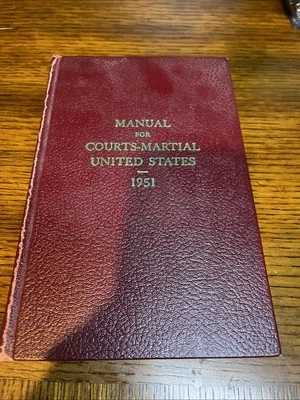 MANUAL
FOR
COURTS-MARTIAL
UNITED STATES
1951